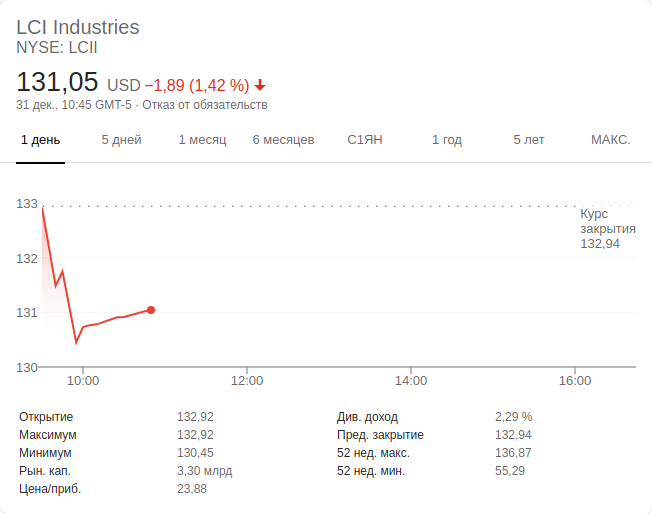 LCI Industries
NYSE: LCII
131,05 USD −1,89 (1,42 %)
31 дек., 10:45 GMT-5 · Отказ от обязательств
1 день 5 дней 1 месяц 6 месяцев С1ЯН 1 год 5 лет МАКС.
133
Курс
закрытия
132,94
132
131
130
10:00 12:00 14:00 16:00
Открытие 132,92 Див. доход 2,29 %
Максимум 132,92 Пред. закрытие 132,94
Минимум 130,45 52 нед. макс. 136,87
Рын. кап. 3,30 млрд 52 нед. мин. 55,29
Цена/приб. 23,88